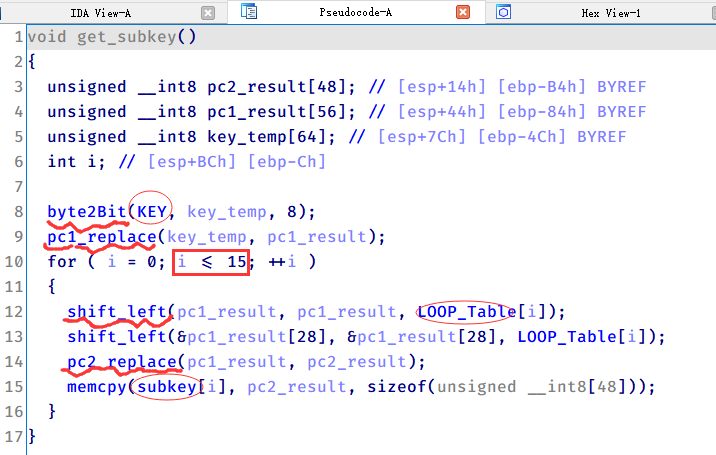 IDA View-A Pseudocode-A Hex View-1
1 void get_subkey()
2 {
3 unsigned __int8 pc2_result[48]; // [esp+14h] [ebp-B4h] BYREF
4 unsigned __int8 pc1_result[56]; // [esp+44h] [ebp-84h] BYREF
5 unsigned __int8 key_temp[64]; // [esp+7Ch] [ebp-4Ch] BYREF
6 int i; // [esp+BCh] [ebp-Ch]
7
8 byte2Bit(KEY, key_temp, 8);
9 pc1_replace(key_temp, pc1_result);
10 for ( i = 0; i <= 15; ++i )
11 {
12 shift_left(pc1_result, pc1_result, LOOP_Table[i]);
13 shift_left(&pc1_result[28], &pc1_result[28], LOOP_Table[i]);
14 pc2_replace(pc1_result, pc2_result);
15 memcpy(subkey[i], pc2_result, sizeof(unsigned __int8[48]));
16 }
17 }